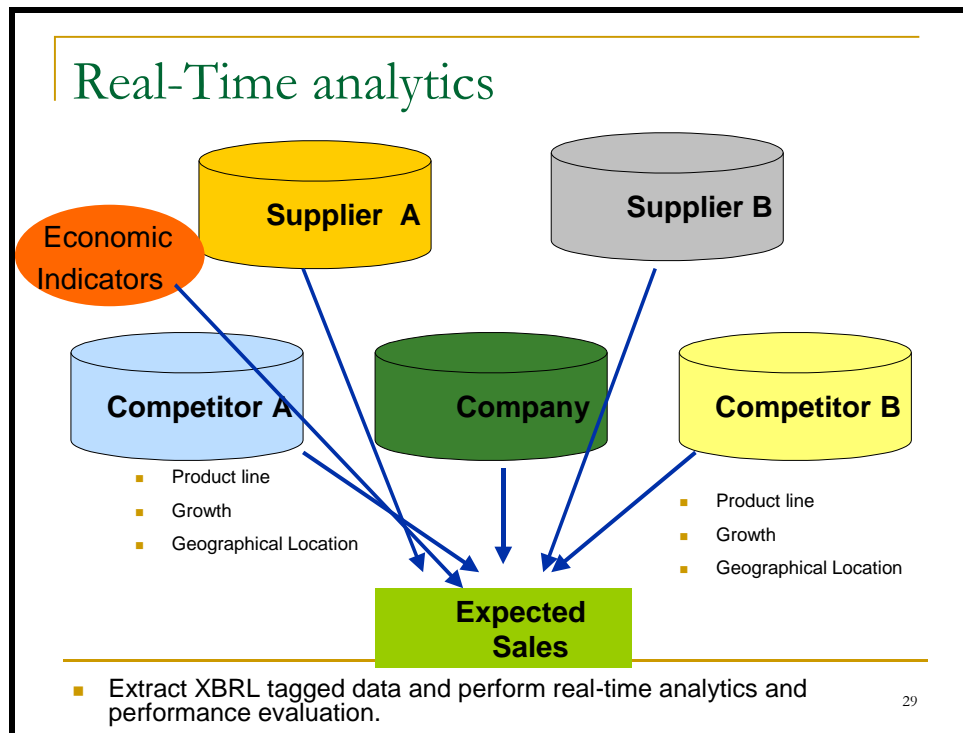 Real-Time analytics
Supplier A
Supplier B
Economic
Indicators
Competitor A
Company
Competitor B
Product line
Growth
Geographical Location
Product line
Growth
Geographical Location
Expected
Sales
Extract XBRL tagged data and perform real-time analytics and
performance evaluation.
29